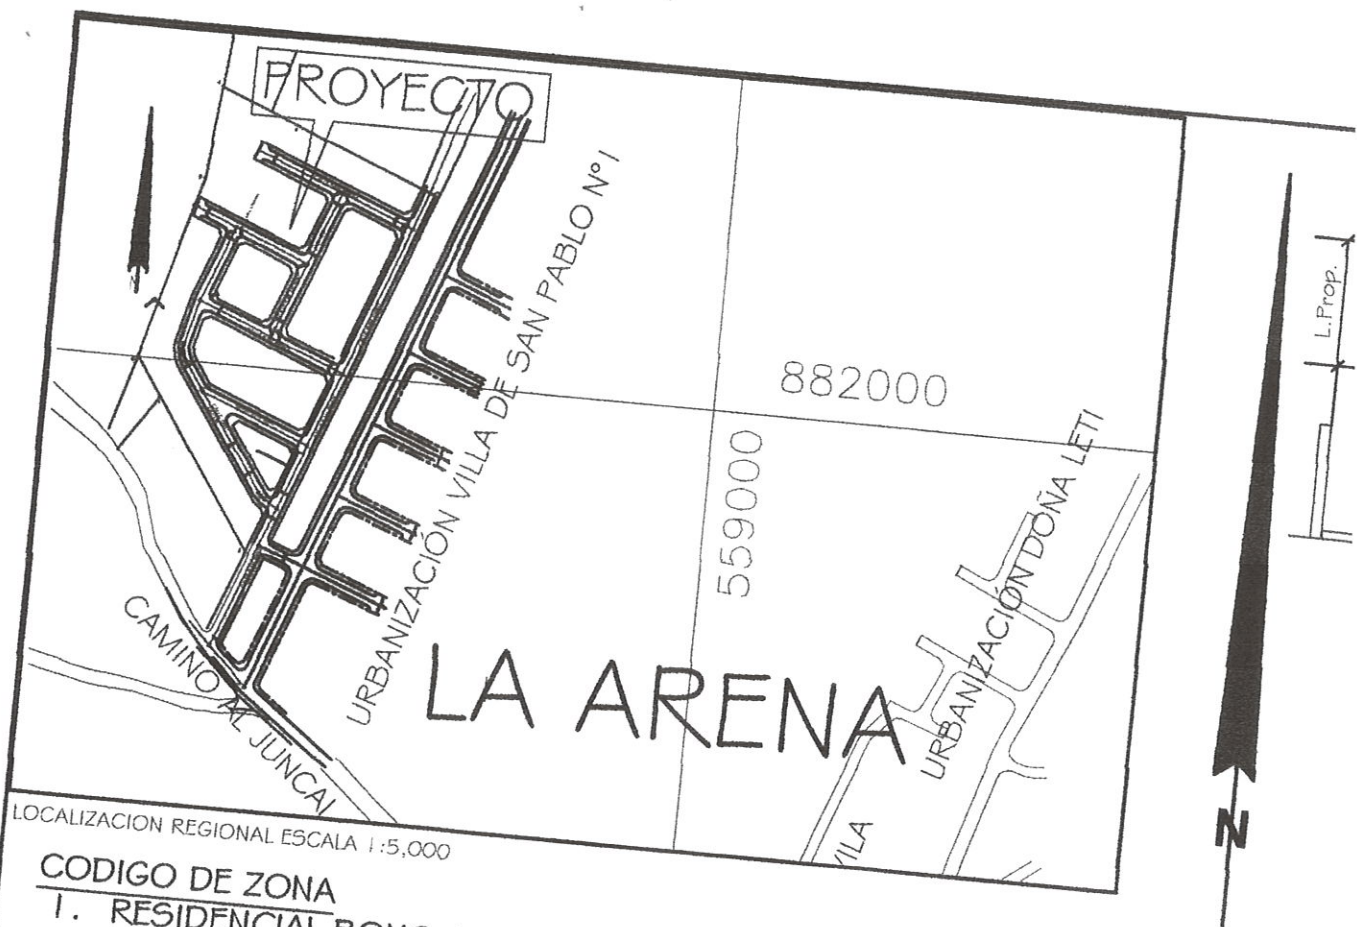 PROYECTO
URBANIZACIÓN VILLA DE SAN PABLO Nº 1
882000
559000
URBANIZACIÓN DOÑA LETI
L.Prop.
CAMINO AL JUNCAL
LA ARENA
N
LOCALIZACION REGIONAL ESCALA 1:5,000
CODIGO DE ZONA
1. RESIDENCIAL